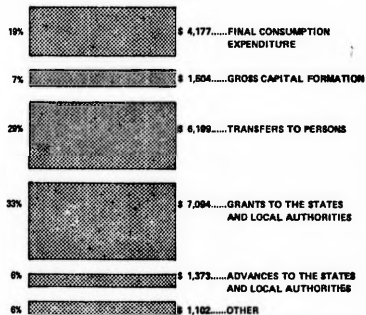 19% $ 4,177......FINAL CONSUMPTION
EXPENDITURE
7% $ 1,604......GROSS CAPITAL FORMATION
29% $ 6,199......TRANSFERS TO PERSONS
33% $ 7,094......GRANTS TO THE STATES
AND LOCAL AUTHORITIES
6% $ 1,373......ADVANCES TO THE STATES
AND LOCAL AUTHORITIES
6% $ 1,102......OTHER